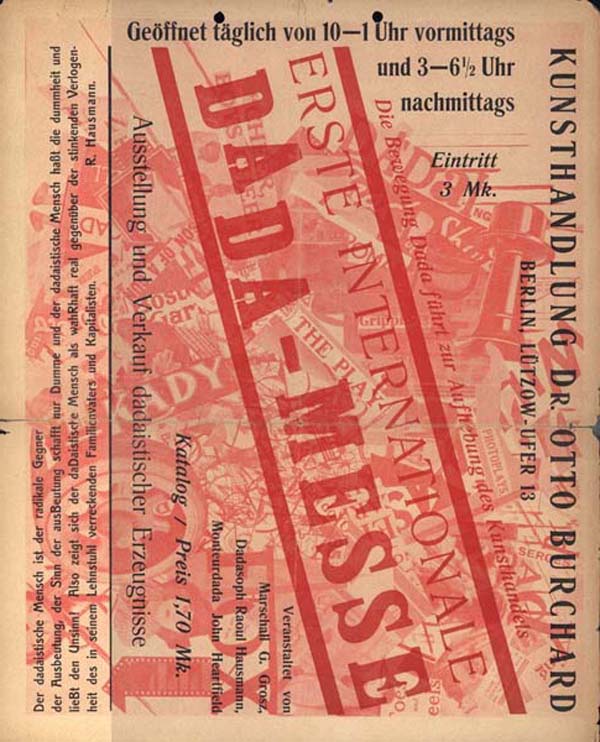 KUNSTHANDLUNG DR. OTTO BURCHARD
BERLIN, LÜTZOW-UFER 13
Geöffnet täglich von 10—1 Uhr vormittags
und 3—6½ Uhr
nachmittags
Eintritt
3 Mk.
Die Bewegung Dada führt zur Aufhebung des Kunsthandels
ERSTE INTERNATIONALE
DADA-MESSE
Ausstellung und Verkauf dadaistischer Erzeugnisse
Katalog / Preis 1,70 Mk.
Veranstaltet von
Marschall G. Grosz,
Dadasoph Raoul Hausmann,
Monteurdada John Heartfield
Der dadaistische Mensch ist der radikale Gegner
der Ausbeutung, der Sinn der ausBeutung schafft nur Dumme und der dadaistische Mensch haßt die dummheit und
ließt den Unsinn! Also zeigt sich der daDaistische Mensch als wahRhaft real gegenüber der stinkenden Verlogen-
heit des in seinem Lehnstuhl verreckenden Familienvaters und Kapitalisten. R. Hausmann.
THE PLAY
KADY
PHOTOPLAYS